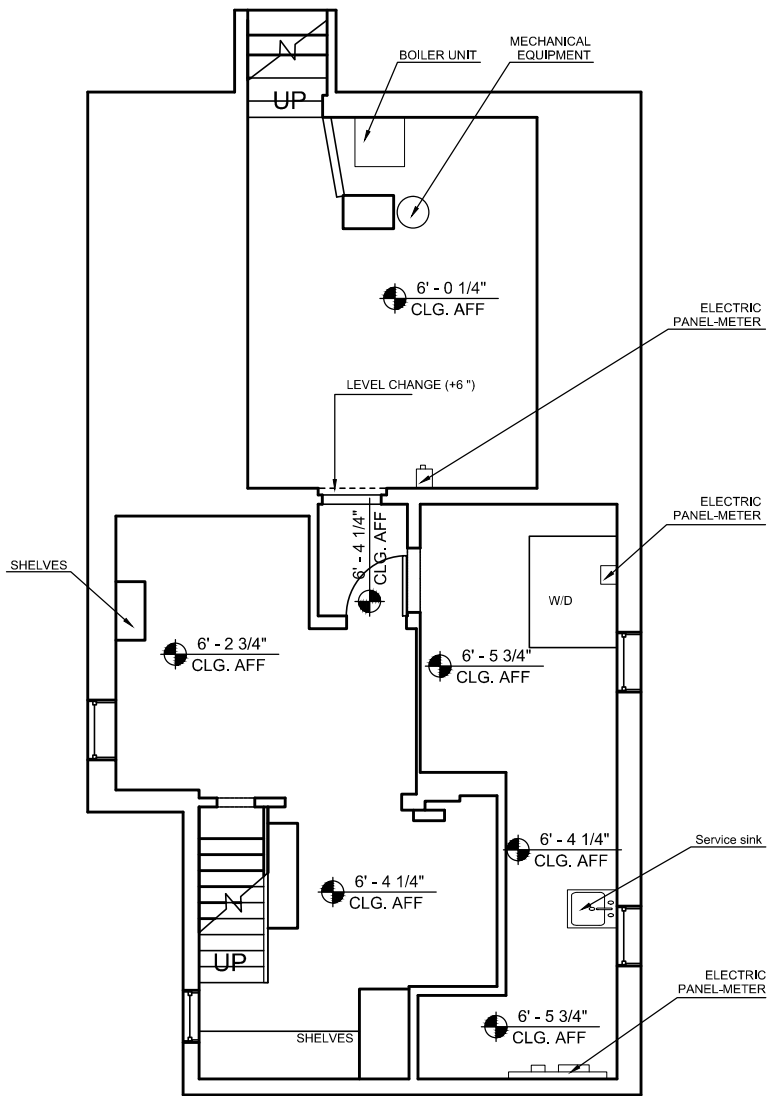 MECHANICAL
EQUIPMENT
BOILER UNIT
UP
6' - 0 1/4"
CLG. AFF
ELECTRIC
PANEL-METER
LEVEL CHANGE (+6 ")
ELECTRIC
PANEL-METER
6' - 4 1/4"
CLG. AFF
SHELVES
W/D
6' - 2 3/4"
CLG. AFF
6' - 5 3/4"
CLG. AFF
6' - 4 1/4"
CLG. AFF
Service sink
6' - 4 1/4"
CLG. AFF
UP
ELECTRIC
PANEL-METER
6' - 5 3/4"
CLG. AFF
SHELVES